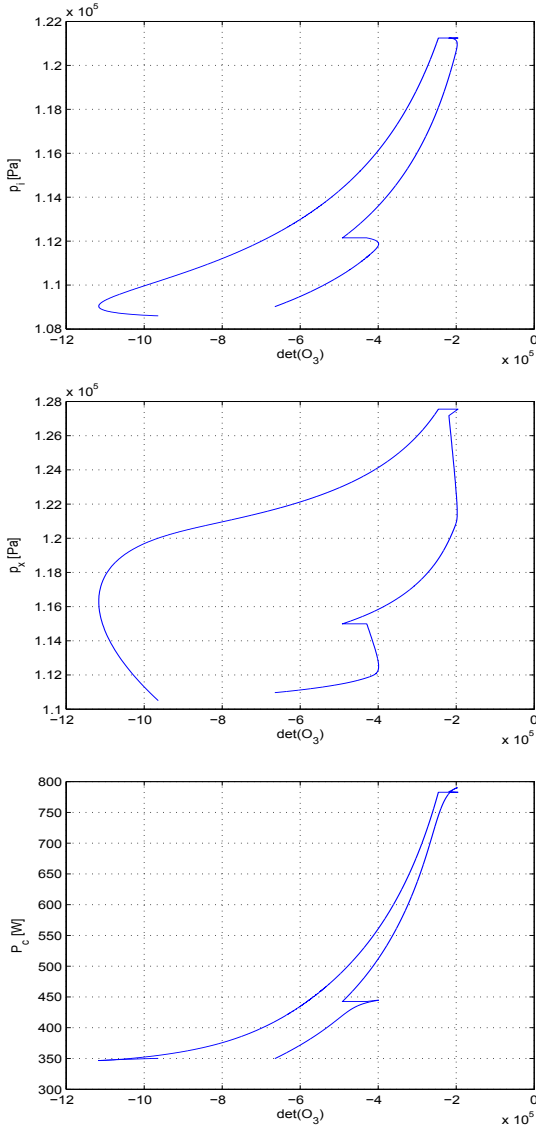 x 10^5
1.22
1.2
1.18
1.16
1.14
1.12
1.1
1.08
p_i [Pa]
−12 −10 −8 −6 −4 −2 0
det(O_3)
x 10^5
x 10^5
1.28
1.26
1.24
1.22
1.2
1.18
1.16
1.14
1.12
1.1
p_x [Pa]
−12 −10 −8 −6 −4 −2 0
det(O_3)
x 10^5
800
750
700
650
600
550
500
450
400
350
300
P_c [W]
−12 −10 −8 −6 −4 −2 0
det(O_3)
x 10^5